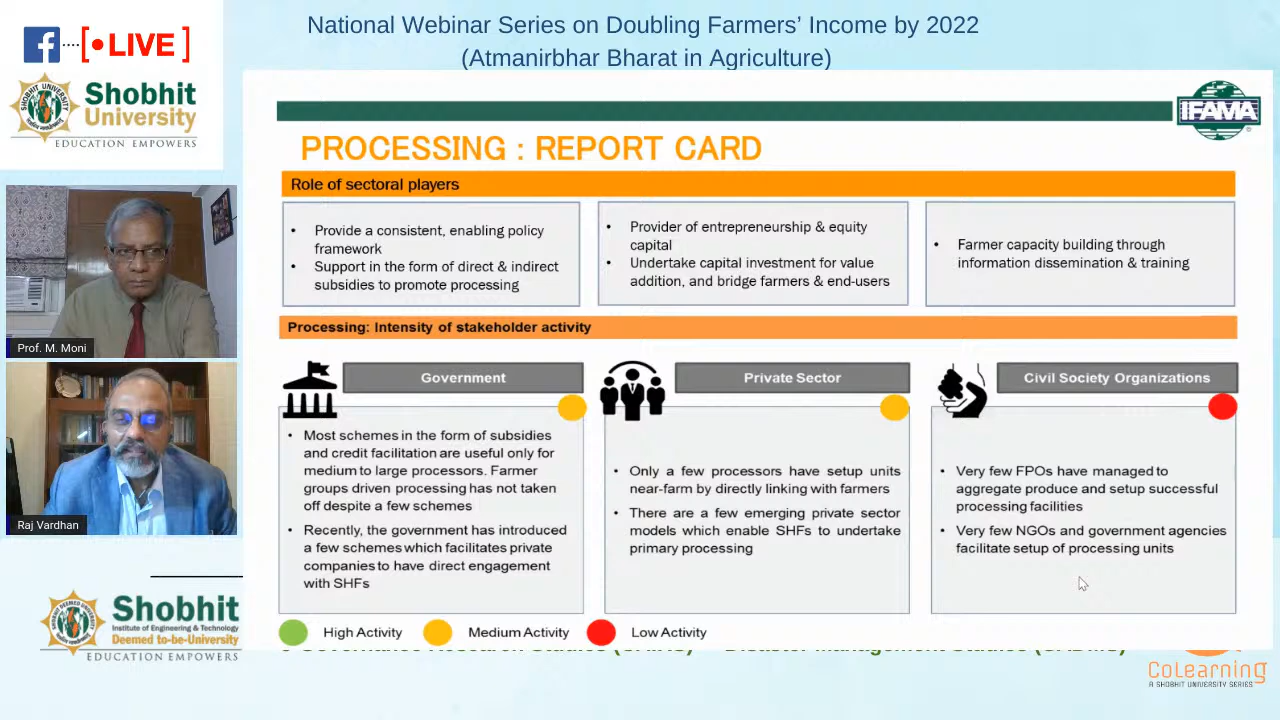 National Webinar Series on Doubling Farmers' Income by 2022
(Atmanirbhar Bharat in Agriculture)
LIVE
Shobhit
University
EDUCATION EMPOWERS
IFAMA
PROCESSING : REPORT CARD
Role of sectoral players
• Provide a consistent, enabling policy
framework
• Support in the form of direct & indirect
subsidies to promote processing
• Provider of entrepreneurship & equity
capital
• Undertake capital investment for value
addition, and bridge farmers & end-users
• Farmer capacity building through
information dissemination & training
Processing: Intensity of stakeholder activity
Government
• Most schemes in the form of subsidies
and credit facilitation are useful only for
medium to large processors. Farmer
groups driven processing has not taken
off despite a few schemes
• Recently, the government has introduced
a few schemes which facilitates private
companies to have direct engagement
with SHFs
Private Sector
• Only a few processors have setup units
near-farm by directly linking with farmers
• There are a few emerging private sector
models which enable SHFs to undertake
primary processing
Civil Society Organizations
• Very few FPOs have managed to
aggregate produce and setup successful
processing facilities
• Very few NGOs and government agencies
facilitate setup of processing units
High Activity
Medium Activity
Low Activity
Prof. M. Moni
Raj Vardhan
Shobhit
Institute of Engineering & Technology
Deemed to-be-University
EDUCATION EMPOWERS
CoLearning
A SHOBHIT UNIVERSITY SERIES